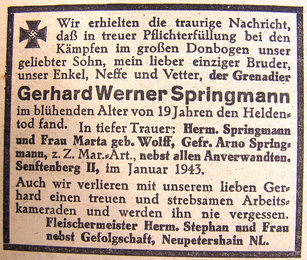 Wir erhielten die traurige Nachricht,
daß in treuer Pflichterfüllung bei den
Kämpfen im großen Donbogen unser
geliebter Sohn, mein lieber einziger Bruder,
unser Enkel, Neffe und Vetter, der Grenadier
Gerhard Werner Springmann
im blühenden Alter von 19 Jahren den Helden-
tod fand. In tiefer Trauer: Herm. Springmann
und Frau Marta geb. Wolff, Gefr. Arno Spring-
mann, z. Z. Mar.-Art., nebst allen Anverwandten.
Senftenberg II, im Januar 1943.
Auch wir verlieren mit unserem lieben Ger-
hard einen treuen und strebsamen Arbeits-
kameraden und werden ihn nie vergessen.
Fleischermeister Herm. Stephan und Frau
nebst Gefolgschaft, Neupetershain NL.